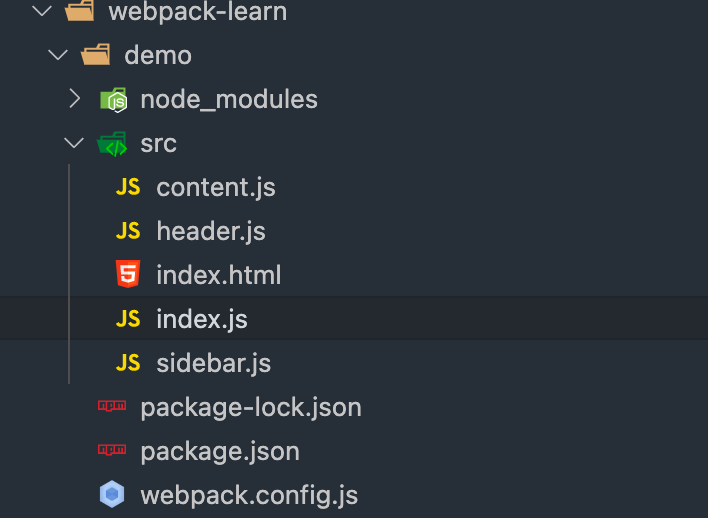 webpack-learn
demo
node_modules
src
JS content.js
JS header.js
index.html
JS index.js
JS sidebar.js
package-lock.json
package.json
webpack.config.js